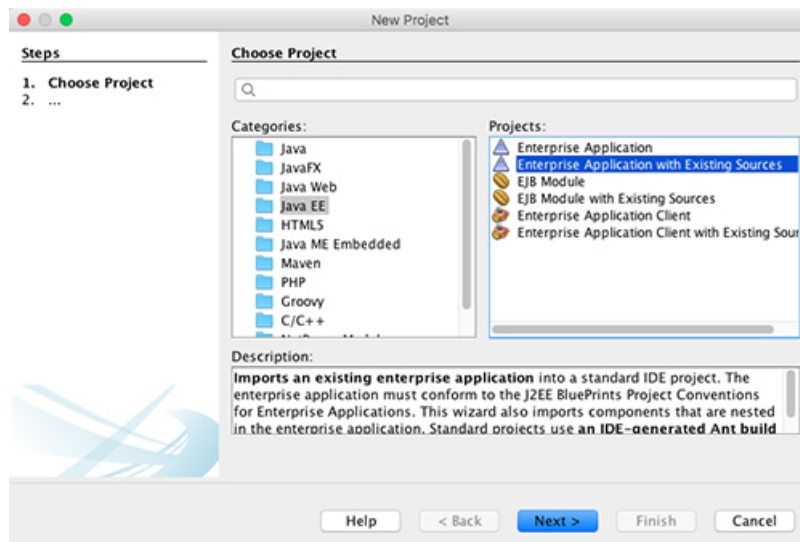 New Project
Steps
1. Choose Project
2. ...
Choose Project
Categories:
Java
JavaFX
Java Web
Java EE
HTML5
Java ME Embedded
Maven
PHP
Groovy
C/C++
Projects:
Enterprise Application
Enterprise Application with Existing Sources
EJB Module
EJB Module with Existing Sources
Enterprise Application Client
Enterprise Application Client with Existing Sour
Description:
Imports an existing enterprise application into a standard IDE project. The
enterprise application must conform to the J2EE BluePrints Project Conventions
for Enterprise Applications. This wizard also imports components that are nested
in the enterprise application. Standard projects use an IDE-generated Ant build
Help
< Back
Next >
Finish
Cancel